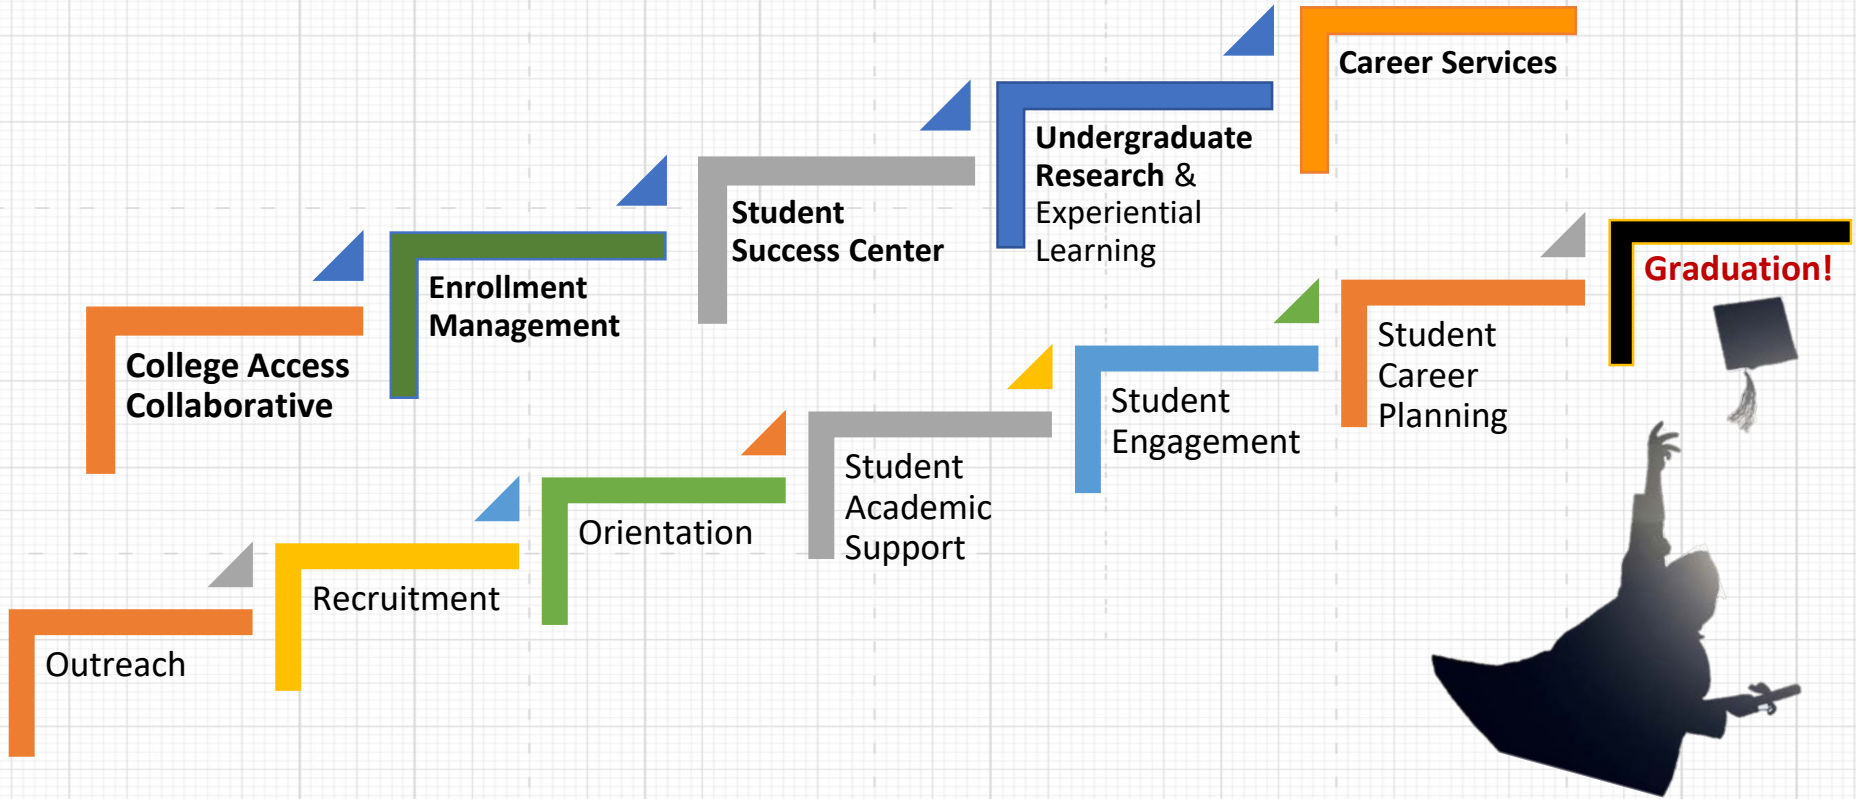 Career Services
Undergraduate
Research &
Experiential
Learning
Student
Success Center
Enrollment
Management
College Access
Collaborative
Graduation!
Student
Career
Planning
Student
Engagement
Student
Academic
Support
Orientation
Recruitment
Outreach